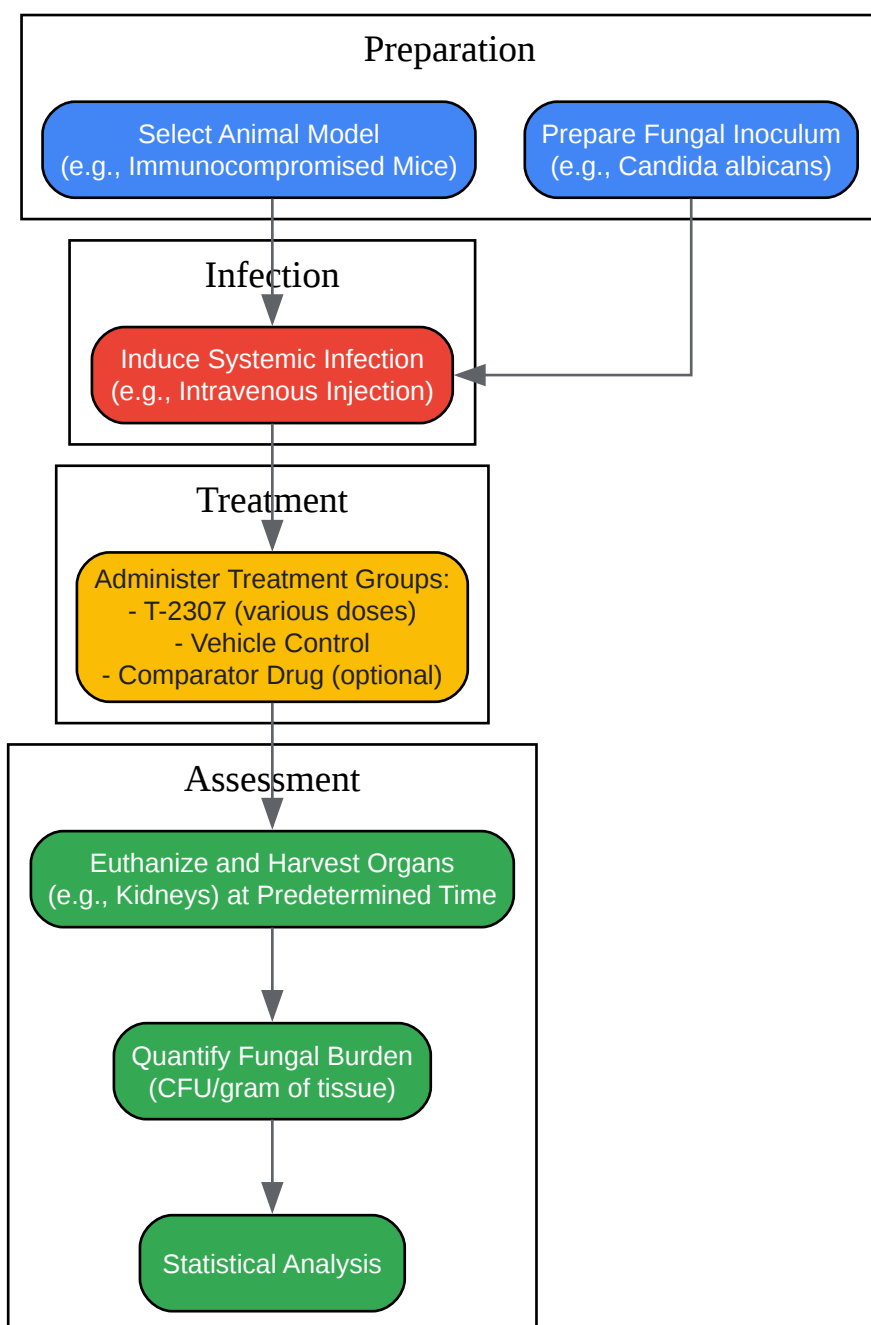 Preparation
Select Animal Model
(e.g., Immunocompromised Mice)
Prepare Fungal Inoculum
(e.g., Candida albicans)
Infection
Induce Systemic Infection
(e.g., Intravenous Injection)
Treatment
Administer Treatment Groups:
- T-2307 (various doses)
- Vehicle Control
- Comparator Drug (optional)
Assessment
Euthanize and Harvest Organs
(e.g., Kidneys) at Predetermined Time
Quantify Fungal Burden
(CFU/gram of tissue)
Statistical Analysis